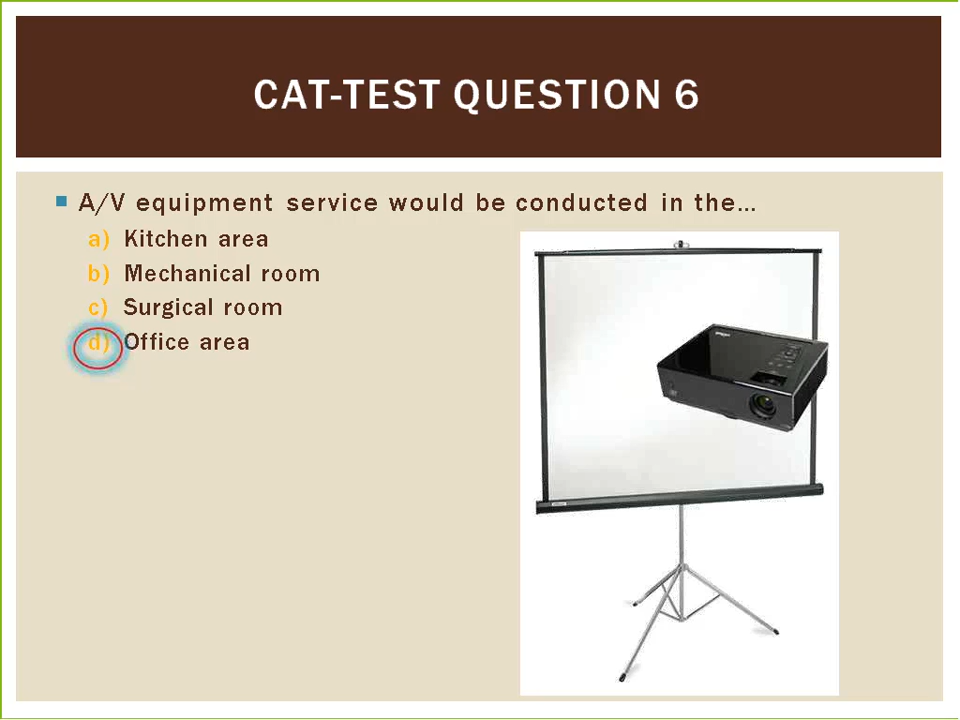 CAT-TEST QUESTION 6
A/V equipment service would be conducted in the…
a) Kitchen area
b) Mechanical room
c) Surgical room
d) Office area